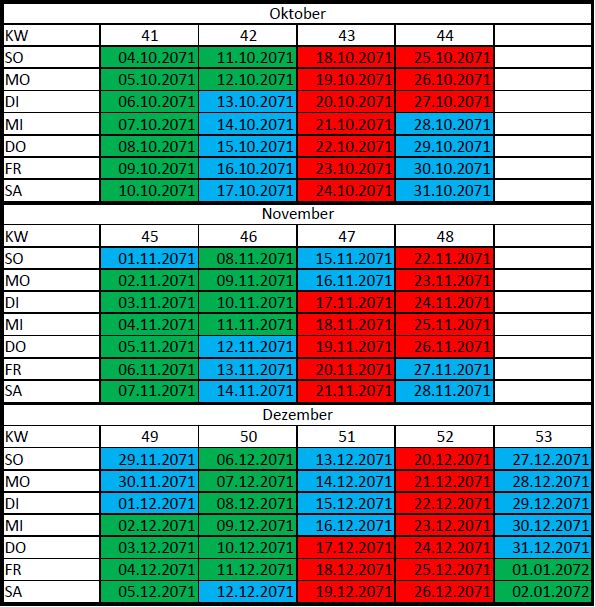 Oktober
KW 41 42 43 44
SO 04.10.2071 11.10.2071 18.10.2071 25.10.2071
MO 05.10.2071 12.10.2071 19.10.2071 26.10.2071
DI 06.10.2071 13.10.2071 20.10.2071 27.10.2071
MI 07.10.2071 14.10.2071 21.10.2071 28.10.2071
DO 08.10.2071 15.10.2071 22.10.2071 29.10.2071
FR 09.10.2071 16.10.2071 23.10.2071 30.10.2071
SA 10.10.2071 17.10.2071 24.10.2071 31.10.2071
November
KW 45 46 47 48
SO 01.11.2071 08.11.2071 15.11.2071 22.11.2071
MO 02.11.2071 09.11.2071 16.11.2071 23.11.2071
DI 03.11.2071 10.11.2071 17.11.2071 24.11.2071
MI 04.11.2071 11.11.2071 18.11.2071 25.11.2071
DO 05.11.2071 12.11.2071 19.11.2071 26.11.2071
FR 06.11.2071 13.11.2071 20.11.2071 27.11.2071
SA 07.11.2071 14.11.2071 21.11.2071 28.11.2071
Dezember
KW 49 50 51 52 53
SO 29.11.2071 06.12.2071 13.12.2071 20.12.2071 27.12.2071
MO 30.11.2071 07.12.2071 14.12.2071 21.12.2071 28.12.2071
DI 01.12.2071 08.12.2071 15.12.2071 22.12.2071 29.12.2071
MI 02.12.2071 09.12.2071 16.12.2071 23.12.2071 30.12.2071
DO 03.12.2071 10.12.2071 17.12.2071 24.12.2071 31.12.2071
FR 04.12.2071 11.12.2071 18.12.2071 25.12.2071 01.01.2072
SA 05.12.2071 12.12.2071 19.12.2071 26.12.2071 02.01.2072